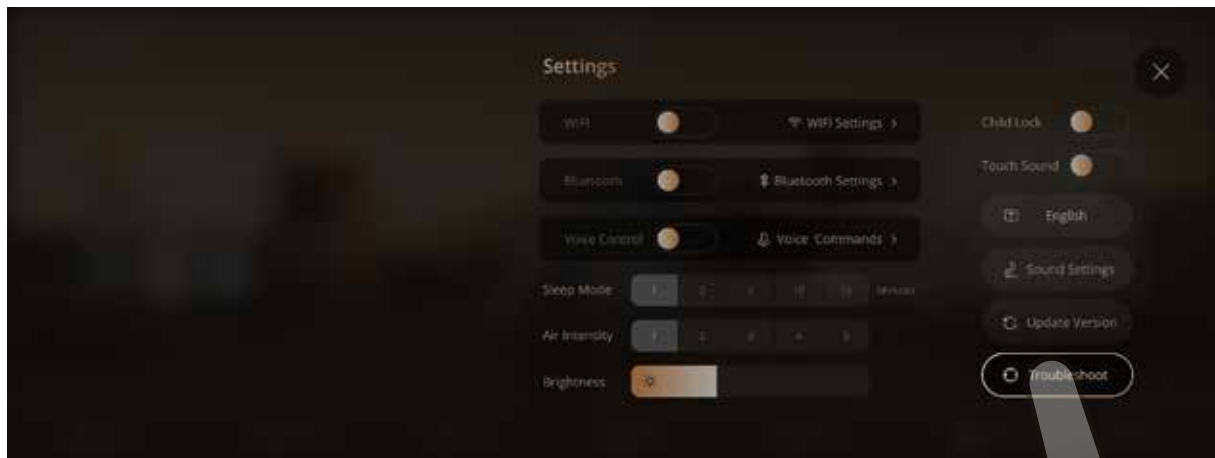 Settings
WIFI
WIFI Settings >
Bluetooth
Bluetooth Settings >
Voice Control
Voice Commands >
Sleep Mode 1
Air Intensity 1 2 3 4 5
Brightness
Child Lock
Touch Sound
English
Sound Settings
Update Version
Troubleshoot